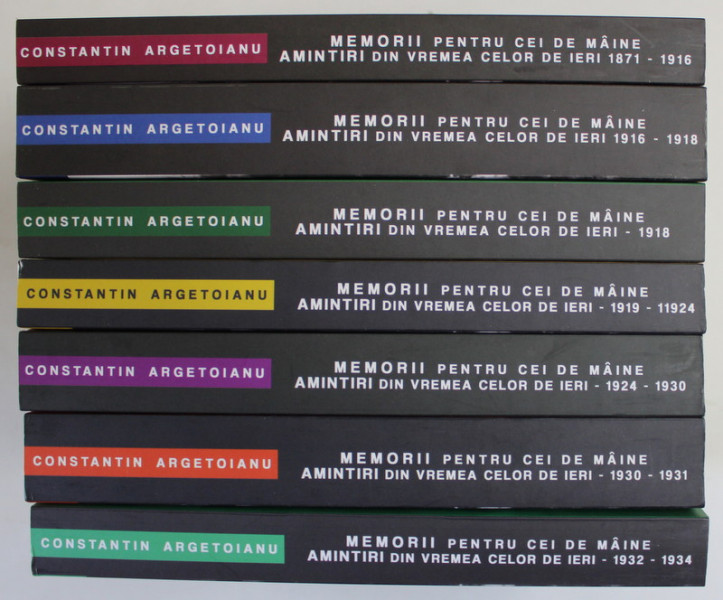 CONSTANTIN ARGETOIANU
MEMORII PENTRU CEI DE MÂINE
AMINTIRI DIN VREMEA CELOR DE IERI 1871 - 1916
CONSTANTIN ARGETOIANU
MEMORII PENTRU CEI DE MÂINE
AMINTIRI DIN VREMEA CELOR DE IERI 1916 - 1918
CONSTANTIN ARGETOIANU
MEMORII PENTRU CEI DE MÂINE
AMINTIRI DIN VREMEA CELOR DE IERI - 1918
CONSTANTIN ARGETOIANU
MEMORII PENTRU CEI DE MÂINE
AMINTIRI DIN VREMEA CELOR DE IERI - 1919 - 11924
CONSTANTIN ARGETOIANU
MEMORII PENTRU CEI DE MÂINE
AMINTIRI DIN VREMEA CELOR DE IERI - 1924 - 1930
CONSTANTIN ARGETOIANU
MEMORII PENTRU CEI DE MÂINE
AMINTIRI DIN VREMEA CELOR DE IERI - 1930 - 1931
CONSTANTIN ARGETOIANU
MEMORII PENTRU CEI DE MÂINE
AMINTIRI DIN VREMEA CELOR DE IERI - 1932 - 1934